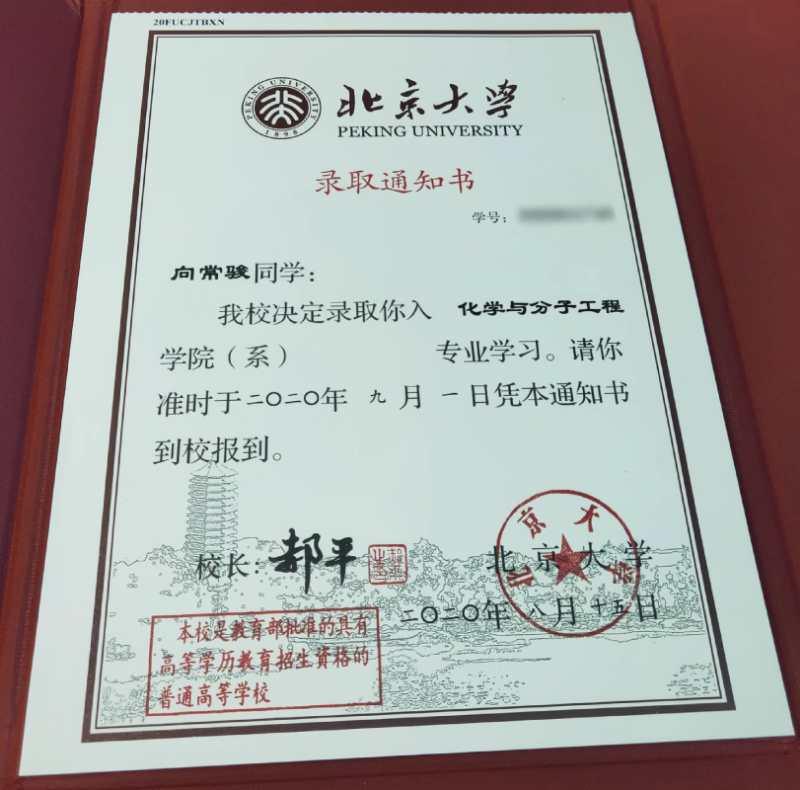 20FUCJTBXN
PEKING UNIVERSITY
1898
北京大学
PEKING UNIVERSITY
录取通知书
学号:
向常骏同学:
我校决定录取你入 化学与分子工程
学院(系) 专业学习。请你
准时于二〇二〇年 九 月 一 日凭本通知书
到校报到。
校长: 郝平
北京大学
北京大学
二〇二〇年 八月 十五日
本校是教育部批准的具有
高等学历教育招生资格的
普通高等学校